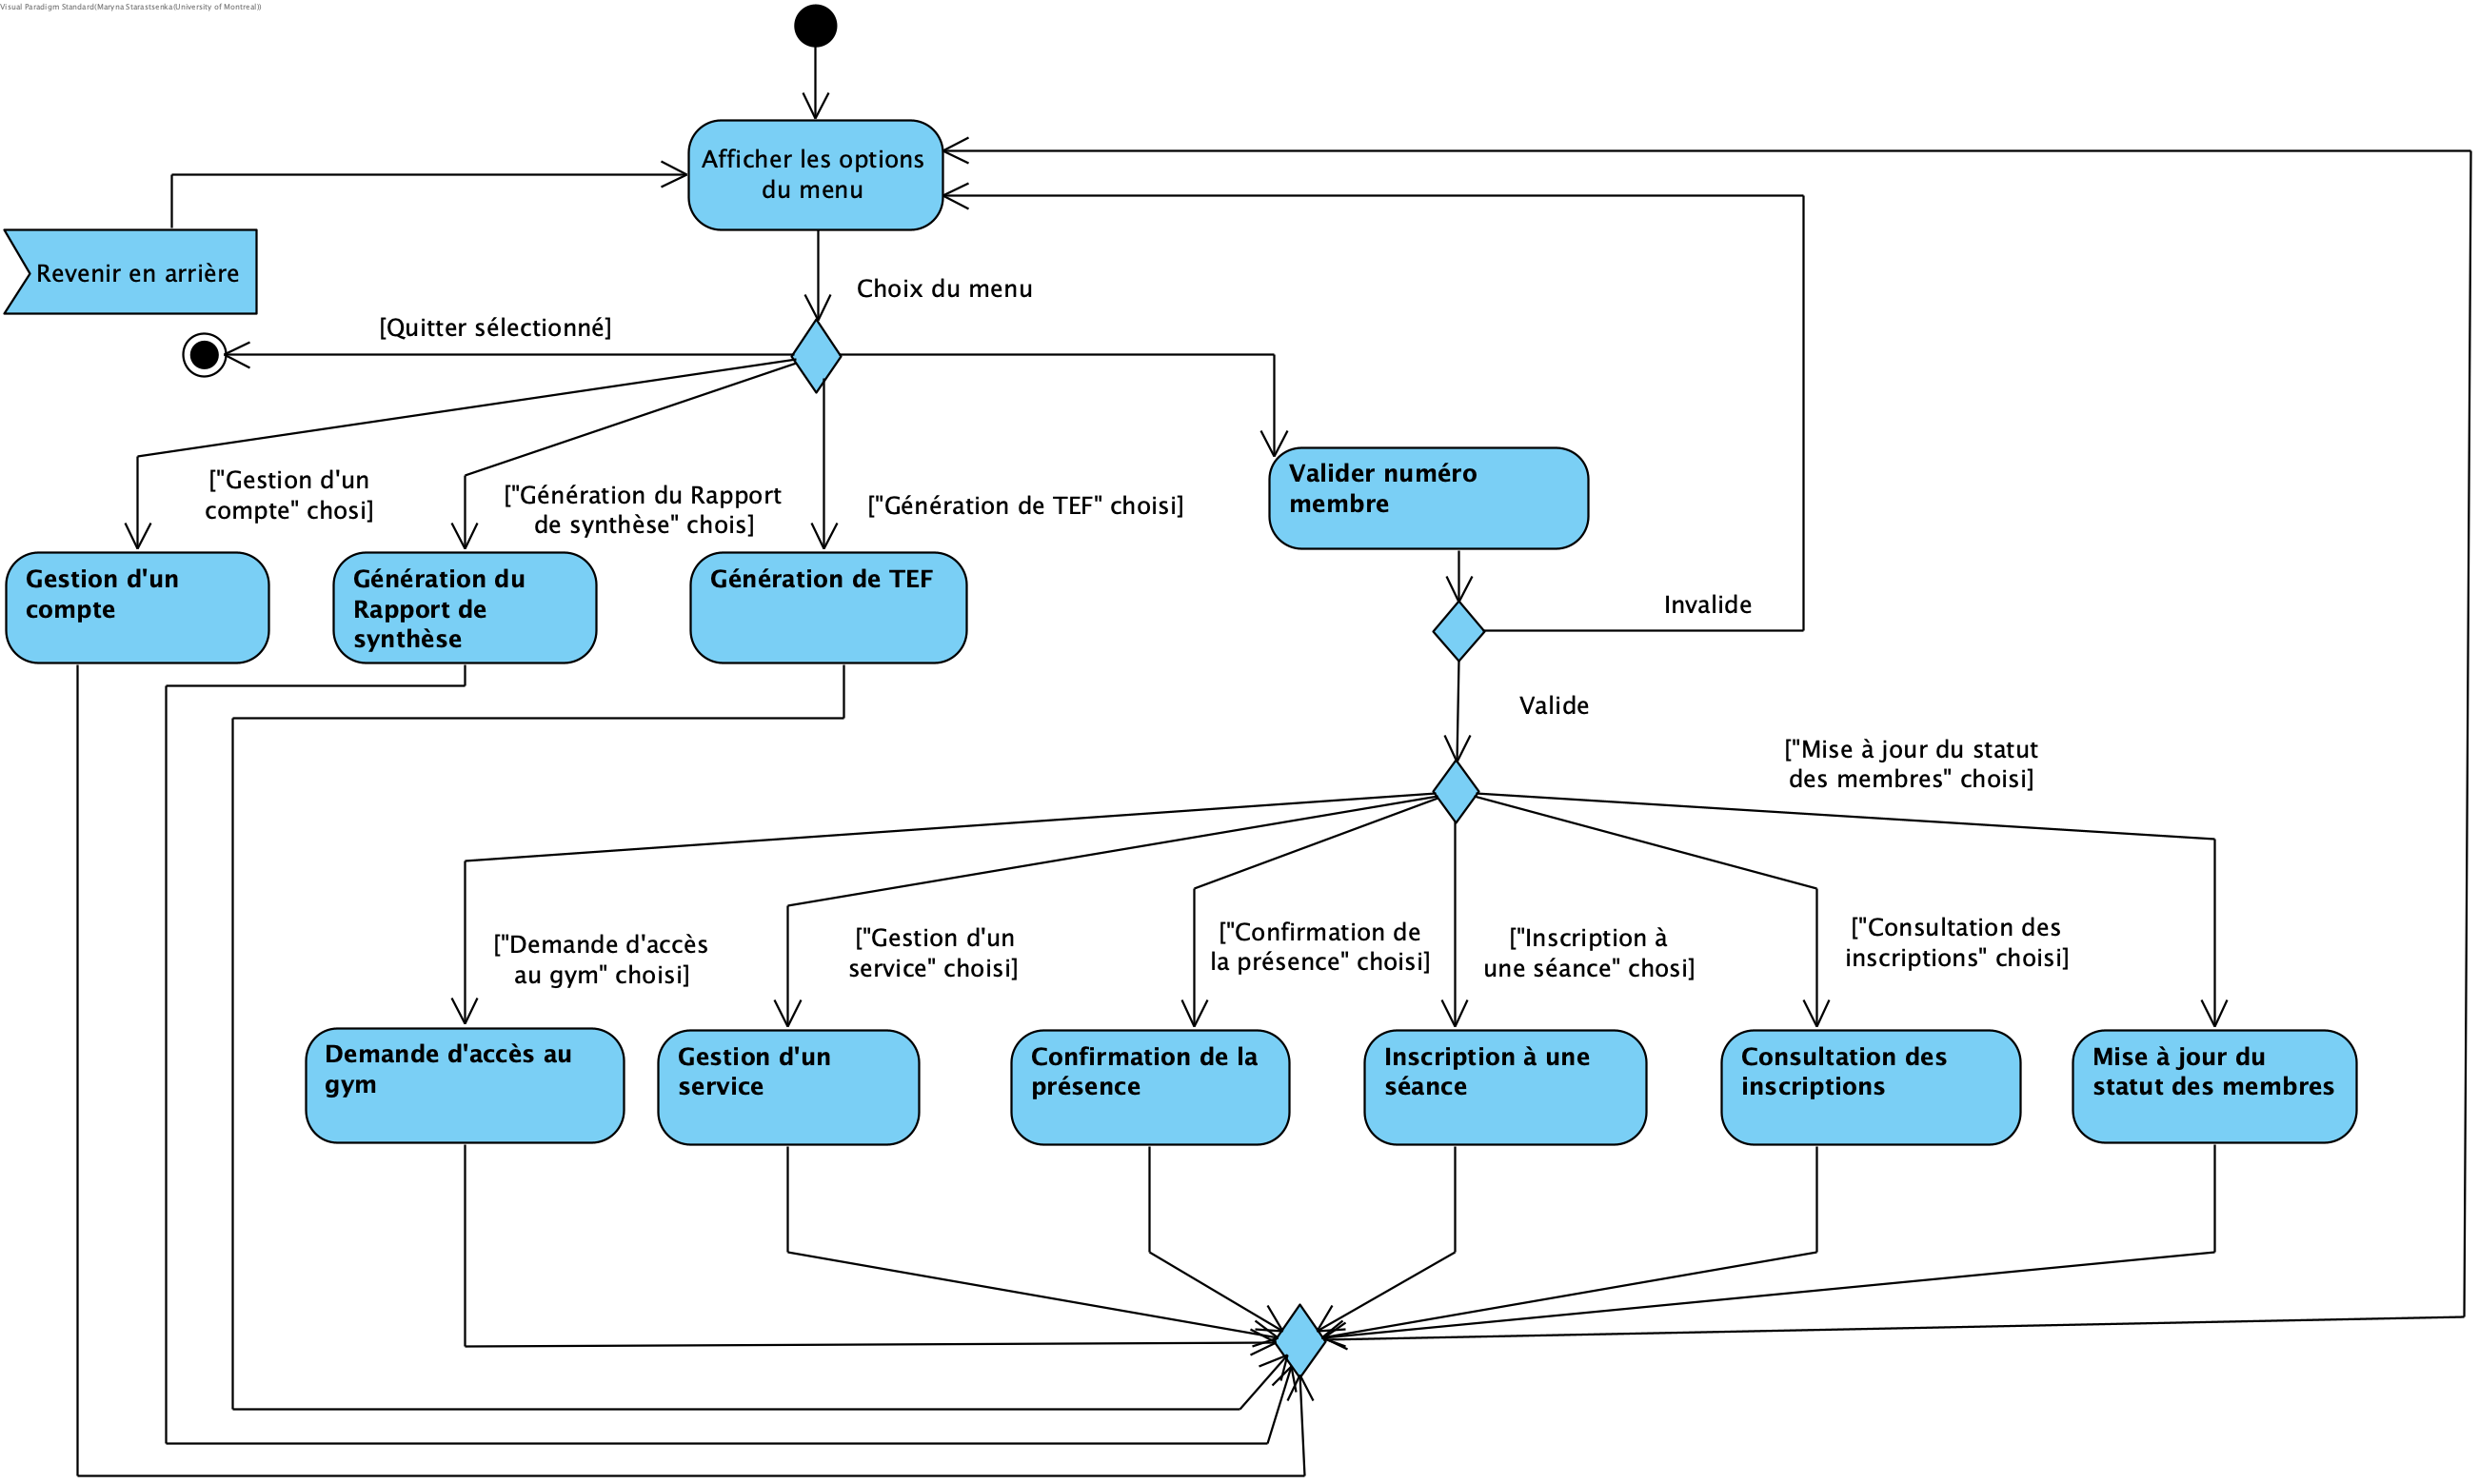 Visual Paradigm Standard(Maryna Starastsenka(University of Montreal))
Afficher les options
du menu
Revenir en arrière
Choix du menu
[Quitter sélectionné]
["Gestion d'un
compte" chosi]
["Génération du Rapport
de synthèse" chois]
["Génération de TEF" choisi]
Valider numéro
membre
Gestion d'un
compte
Génération du
Rapport de
synthèse
Génération de TEF
Invalide
Valide
["Mise à jour du statut
des membres" choisi]
["Demande d'accès
au gym" choisi]
["Gestion d'un
service" choisi]
["Confirmation de
la présence" choisi]
["Inscription à
une séance" chosi]
["Consultation des
inscriptions" choisi]
Demande d'accès au
gym
Gestion d'un
service
Confirmation de la
présence
Inscription à une
séance
Consultation des
inscriptions
Mise à jour du
statut des membres